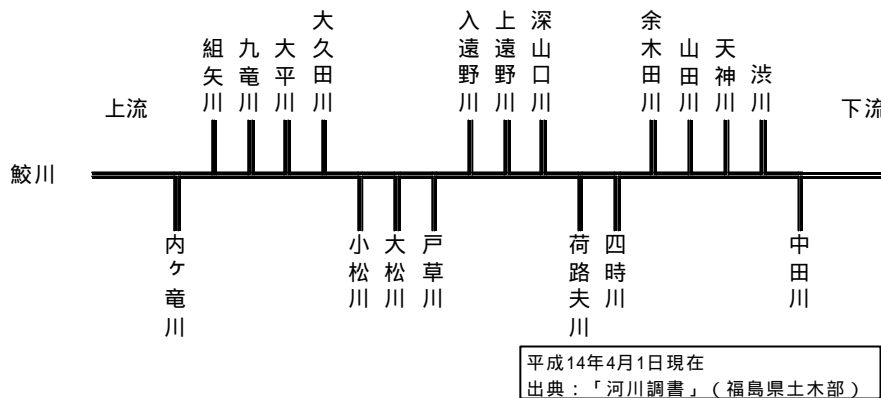 組矢川
九竜川
大平川
大久田川
入遠野川
上遠野川
深山口川
余木田川
山田川
天神川
渋川
上流
下流
鮫川
内ヶ竜川
小松川
大松川
戸草川
荷路夫川
四時川
中田川
平成14年4月1日現在
出典：「河川調書」（福島県土木部）